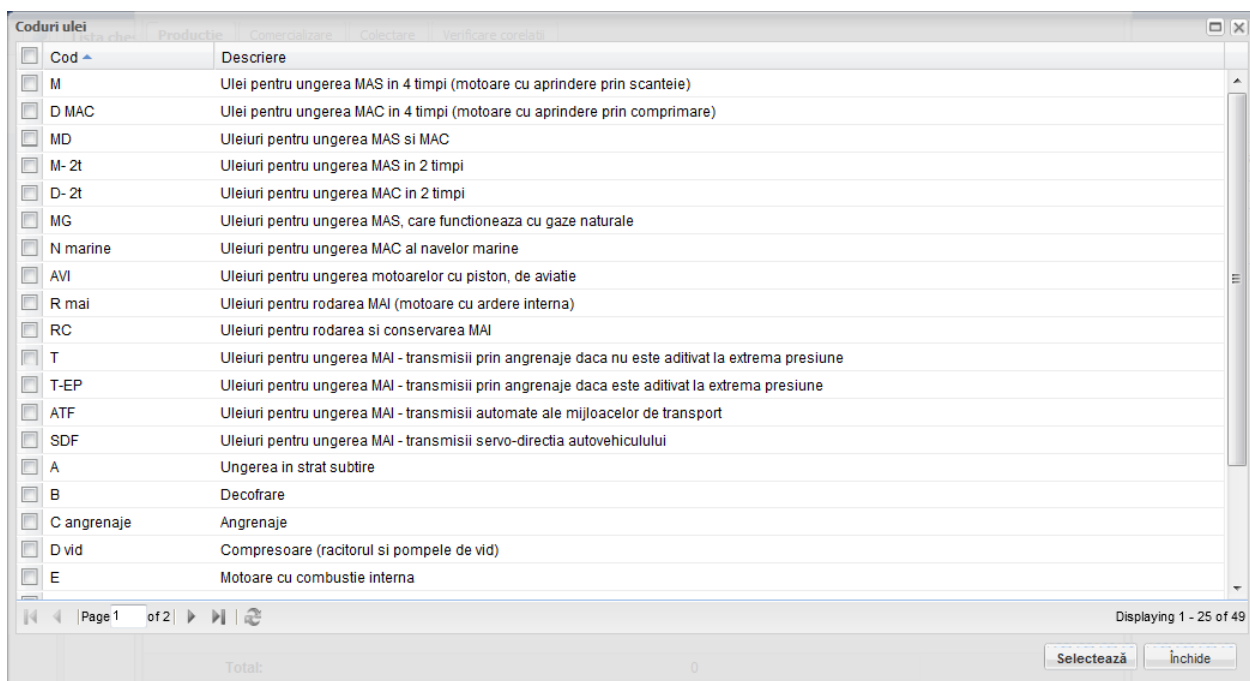 Coduri ulei
Lista ches Productie Comercializare Colectare Verificare corelatii
Cod Descriere
M Ulei pentru ungerea MAS in 4 timpi (motoare cu aprindere prin scanteie)
D MAC Ulei pentru ungerea MAC in 4 timpi (motoare cu aprindere prin comprimare)
MD Uleiuri pentru ungerea MAS si MAC
M- 2t Uleiuri pentru ungerea MAS in 2 timpi
D- 2t Uleiuri pentru ungerea MAC in 2 timpi
MG Uleiuri pentru ungerea MAS, care functioneaza cu gaze naturale
N marine Uleiuri pentru ungerea MAC al navelor marine
AVI Uleiuri pentru ungerea motoarelor cu piston, de aviatie
R mai Uleiuri pentru rodarea MAI (motoare cu ardere interna)
RC Uleiuri pentru rodarea si conservarea MAI
T Uleiuri pentru ungerea MAI - transmisii prin angrenaje daca nu este aditivat la extrema presiune
T-EP Uleiuri pentru ungerea MAI - transmisii prin angrenaje daca este aditivat la extrema presiune
ATF Uleiuri pentru ungerea MAI - transmisii automate ale mijloacelor de transport
SDF Uleiuri pentru ungerea MAI - transmisii servo-directia autovehiculului
A Ungerea in strat subtire
B Decofrare
C angrenaje Angrenaje
D vid Compresoare (racitorul si pompele de vid)
E Motoare cu combustie interna
Page 1 of 2 Displaying 1 - 25 of 49
Selectează Închide
Total: 0